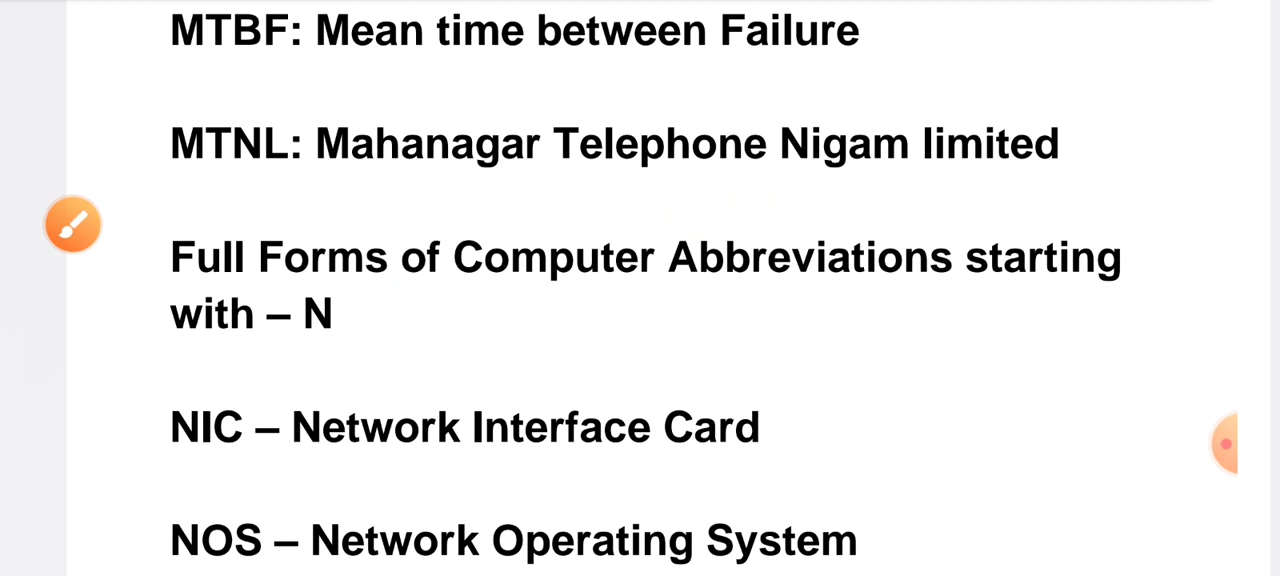 MTBF: Mean time between Failure
MTNL: Mahanagar Telephone Nigam limited
Full Forms of Computer Abbreviations starting
with – N
NIC – Network Interface Card
NOS – Network Operating System